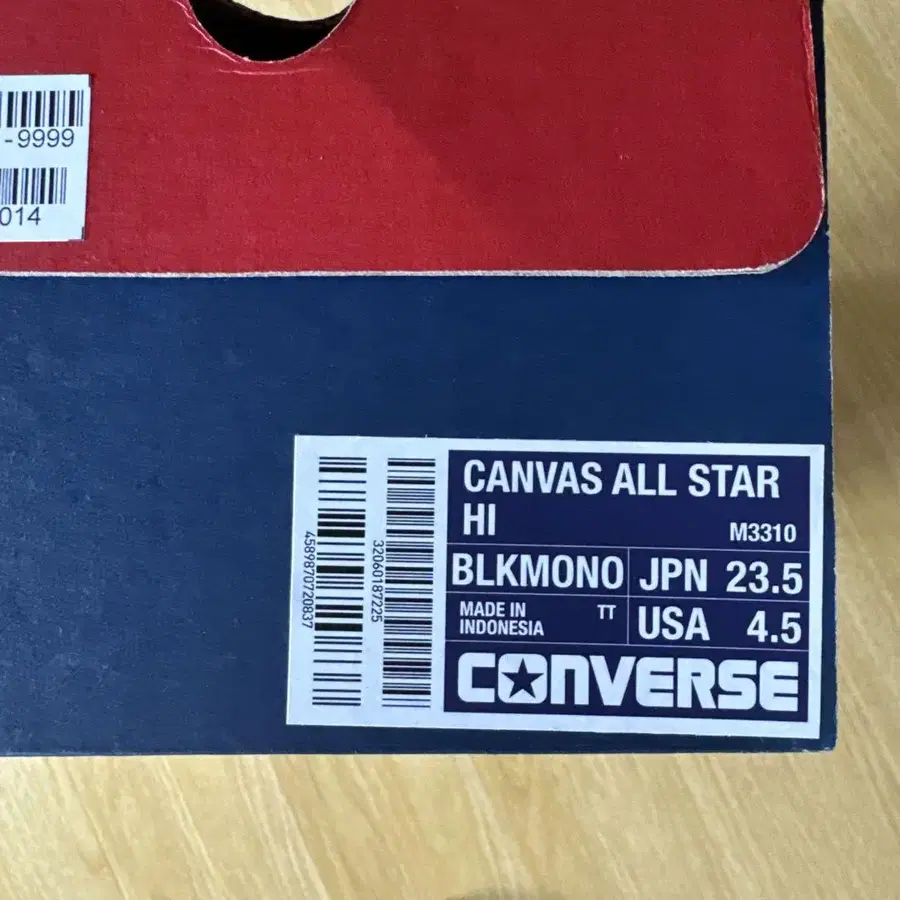 -9999
014
4589870720837
32060187225
CANVAS ALL STAR
HI
M3310
BLKMONO
JPN 23.5
MADE IN
INDONESIA
TT
USA 4.5
CONVERSE